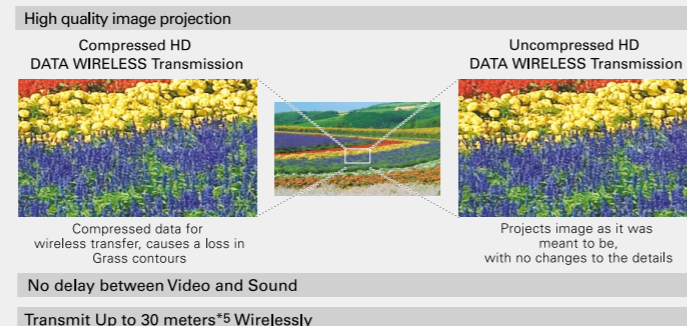 High quality image projection
Compressed HD
DATA WIRELESS Transmission
Uncompressed HD
DATA WIRELESS Transmission
Compressed data for
wireless transfer, causes a loss in
Grass contours
Projects image as it was
meant to be,
with no changes to the details
No delay between Video and Sound
Transmit Up to 30 meters*5 Wirelessly